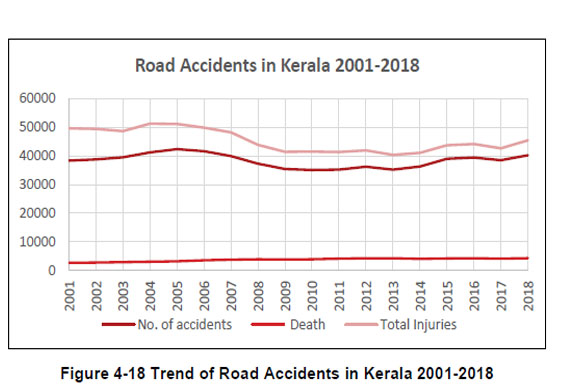 Road Accidents in Kerala 2001-2018
60000
50000
40000
30000
20000
10000
0
2001 2002 2003 2004 2005 2006 2007 2008 2009 2010 2011 2012 2013 2014 2015 2016 2017 2018
No. of accidents Death Total Injuries
Figure 4-18 Trend of Road Accidents in Kerala 2001-2018